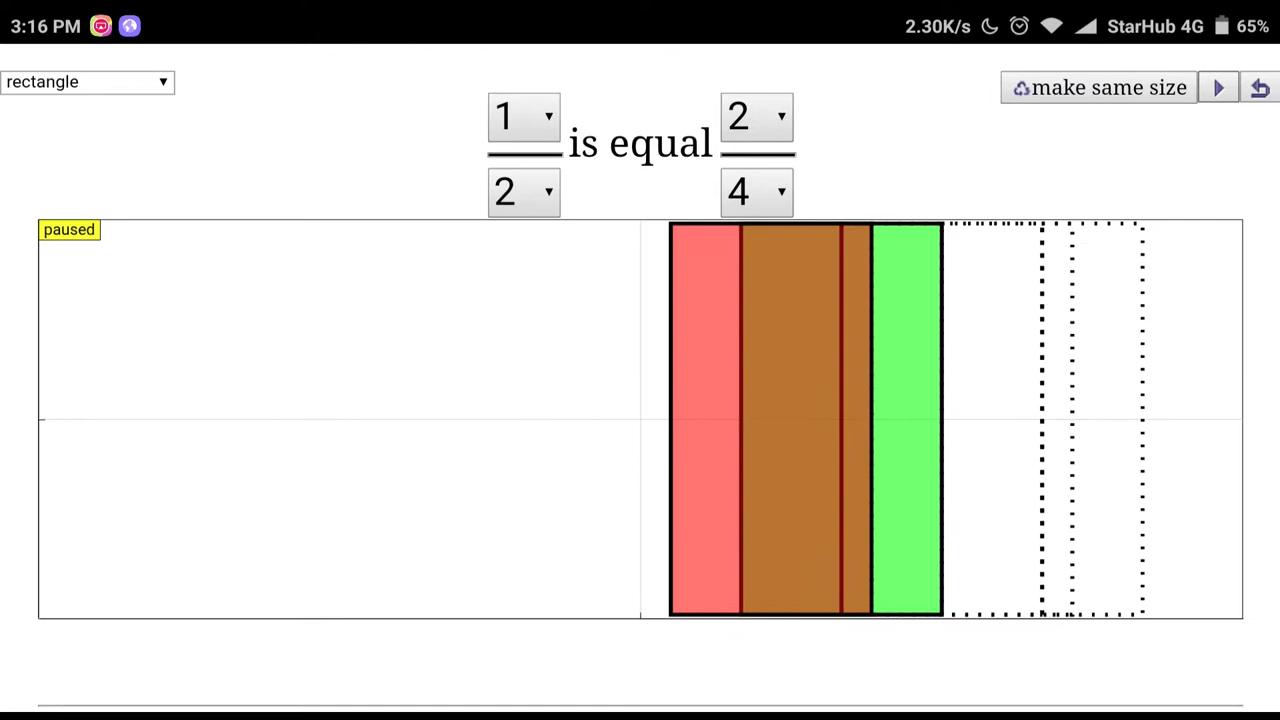 3:16 PM 2.30K/s StarHub 4G 65%
rectangle make same size
1 2
is equal
2 4
paused